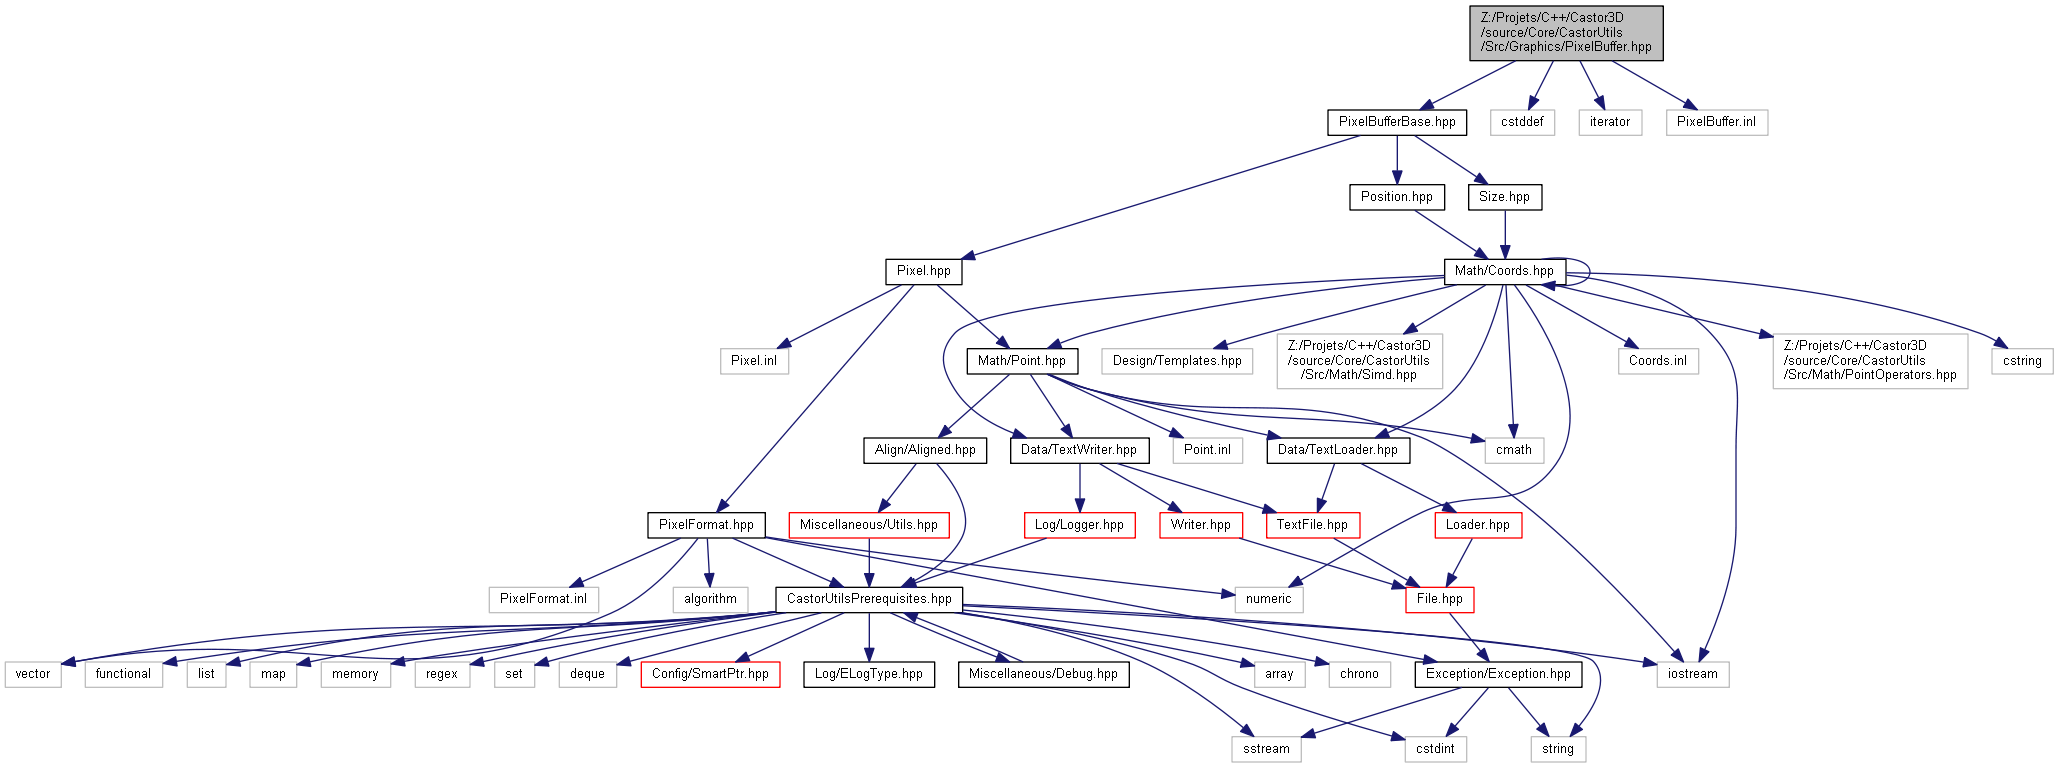 Z:/Projets/C++/Castor3D
/source/Core/CastorUtils
/Src/Graphics/PixelBuffer.hpp
PixelBufferBase.hpp
cstddef
iterator
PixelBuffer.inl
Position.hpp
Size.hpp
Pixel.hpp
Math/Coords.hpp
Pixel.inl
Math/Point.hpp
Design/Templates.hpp
Z:/Projets/C++/Castor3D
/source/Core/CastorUtils
/Src/Math/Simd.hpp
Coords.inl
Z:/Projets/C++/Castor3D
/source/Core/CastorUtils
/Src/Math/PointOperators.hpp
cstring
Align/Aligned.hpp
Data/TextWriter.hpp
Point.inl
Data/TextLoader.hpp
cmath
PixelFormat.hpp
Miscellaneous/Utils.hpp
Log/Logger.hpp
Writer.hpp
TextFile.hpp
Loader.hpp
PixelFormat.inl
algorithm
CastorUtilsPrerequisites.hpp
numeric
File.hpp
vector
functional
list
map
memory
regex
set
deque
Config/SmartPtr.hpp
Log/ELogType.hpp
Miscellaneous/Debug.hpp
array
chrono
Exception/Exception.hpp
iostream
sstream
cstdint
string